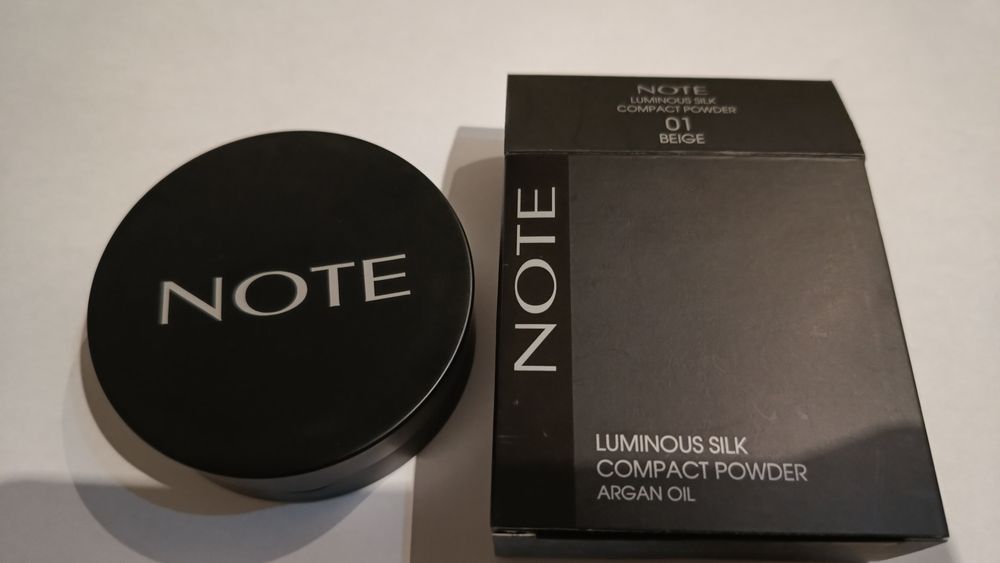 NOTE
NOTE
LUMINOUS SILK
COMPACT POWDER
01
BEIGE
NOTE
LUMINOUS SILK
COMPACT POWDER
ARGAN OIL